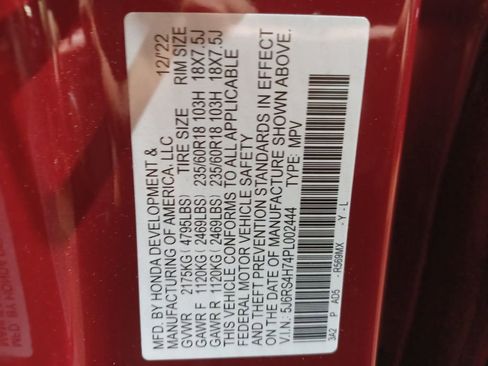 MFD. BY HONDA DEVELOPMENT & 12/22
MANUFACTURING OF AMERICA, LLC
TIRE SIZE RIM SIZE
GVWR 2175KG ( 4796LBS)
GAWR F 1120KG ( 2469LBS) 235/60R18 103H 18X7.5J
GAWR R 1120KG ( 2469LBS) 235/60R18 103H 18X7.5J
THIS VEHICLE CONFORMS TO ALL APPLICABLE
FEDERAL MOTOR VEHICLE SAFETY
AND THEFT PREVENTION STANDARDS IN EFFECT
ON THE DATE OF MANUFACTURE SHOWN ABOVE.
V.I.N.: 5J6RS4H74PL002444 TYPE: MPV
3A2 P AD5 - R569MX - Y - L